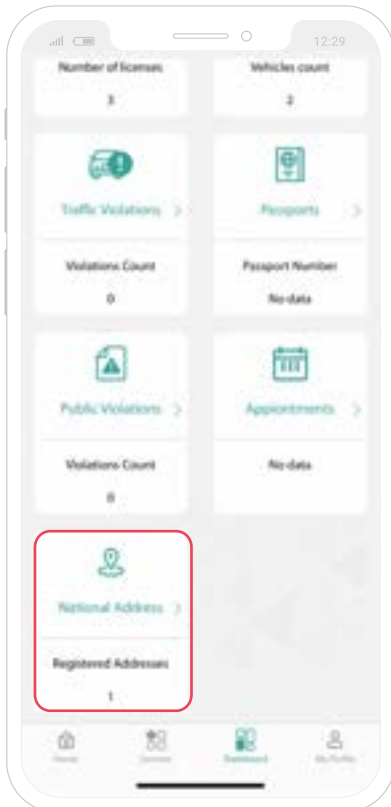 12:29
Number of licenses
Vehicles count
3
2
Traffic Violations
Passports
Violations Count
Passport Number
0
No data
Public Violations
Appiontments
Violations Count
No data
0
National Address
Registered Addresses
1
Home
Services
Dashboard
My Profile